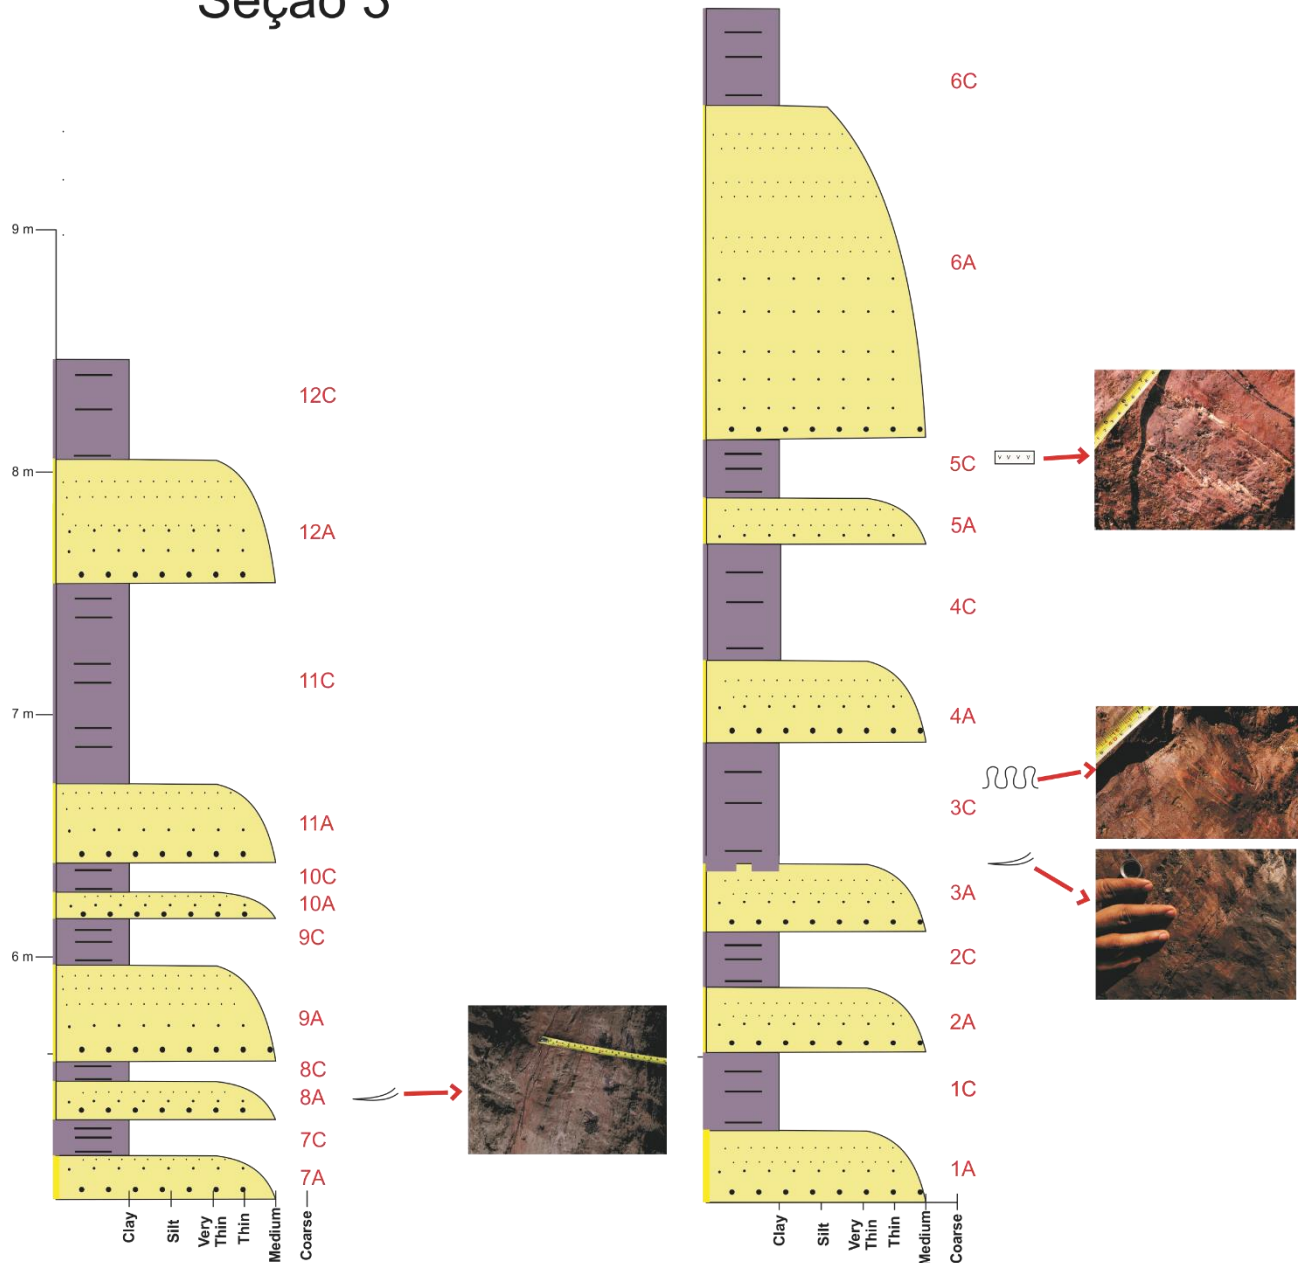 Seção 3
9 m
8 m
7 m
6 m
12C
12A
11C
11A
10C
10A
9C
9A
8C
8A
7C
7A
Clay
Silt
Very
Thin
Thin
Medium
Coarse
6C
6A
5C
v v v v
5A
4C
4A
3C
3A
2C
2A
1C
1A
Clay
Silt
Very
Thin
Thin
Medium
Coarse